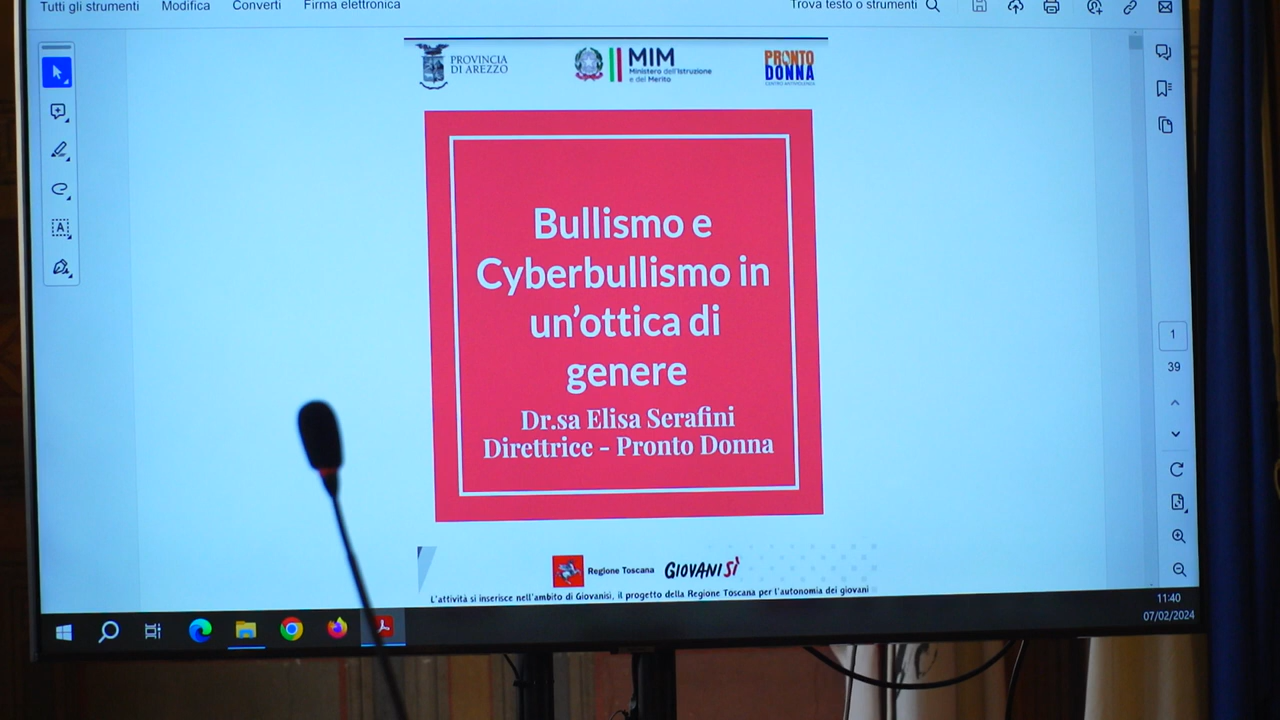 Tutti gli strumenti Modifica Converti Firma elettronica Trova testo o strumenti
PROVINCIA
DI AREZZO
MIM
Ministero dell'Istruzione
e del Merito
PRONTO
DONNA
CENTRO ANTIVIOLENZA
Bullismo e
Cyberbullismo in
un'ottica di
genere
Dr.sa Elisa Serafini
Direttrice - Pronto Donna
1
39
Regione Toscana GIOVANISÌ
L'attività si inserisce nell'ambito di Giovanisì, il progetto della Regione Toscana per l'autonomia dei giovani
11:40
07/02/2024